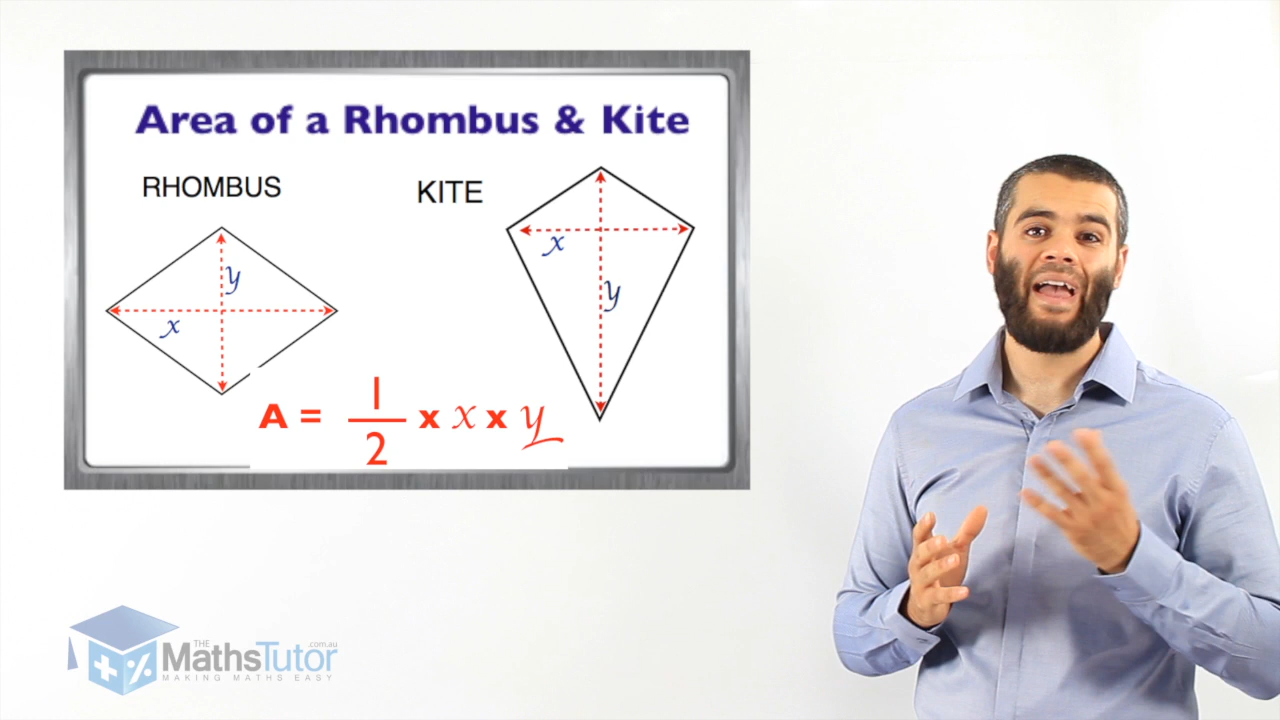 Area of a Rhombus & Kite
RHOMBUS
KITE
y
x
x
y
A = 1/2 x x x y
THE
MathsTutor .com.au
MAKING MATHS EASY